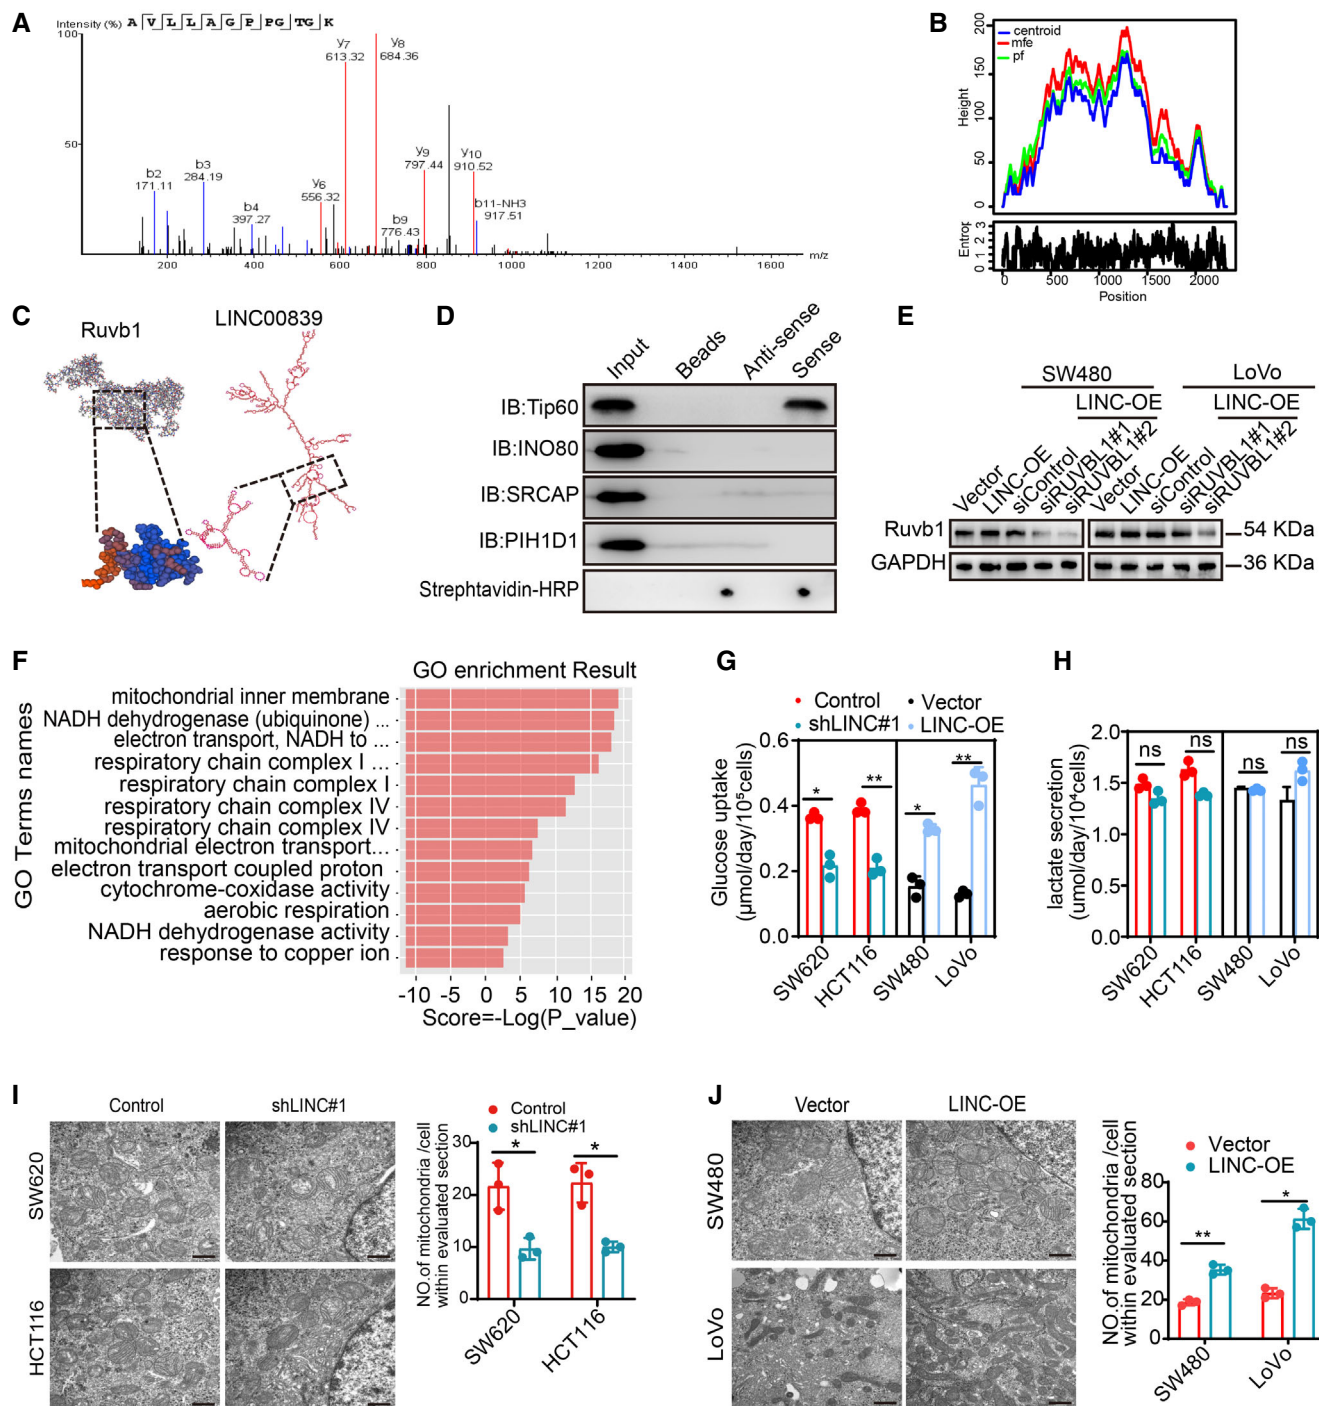 A
Intensity (%) A V L L A G P P G T G K
100
50
y7
613.32
y8
684.36
b2
171.11
b3
284.19
b4
397.27
y6
556.32
b9
776.43
y9
797.44
y10
910.52
b11-NH3
917.51
200 400 600 800 1000 1200 1400 1600 m/z
B
centroid
mfe
pf
Height
0 50 100 150 200
Entrop
0 1 2 3
0 500 1000 1500 2000
Position
C
Ruvb1
LINC00839
D
Input Beads Anti-sense Sense
IB:Tip60
IB:INO80
IB:SRCAP
IB:PIH1D1
Strephtavidin-HRP
E
SW480 LoVo
LINC-OE LINC-OE
Vector LINC-OE siControl siRUVBL1#1 siRUVBL1#2 Vector LINC-OE siControl siRUVBL1#1 siRUVBL1#2
Ruvb1 54 KDa
GAPDH 36 KDa
F
GO enrichment Result
GO Terms names
mitochondrial inner membrane
NADH dehydrogenase (ubiquinone) ...
electron transport, NADH to ...
respiratory chain complex I ...
respiratory chain complex I
respiratory chain complex IV
respiratory chain complex IV
mitochondrial electron transport...
electron transport coupled proton
cytochrome-coxidase activity
aerobic respiration
NADH dehydrogenase activity
response to copper ion
-10 -5 0 5 10 15 20
Score=-Log(P_value)
G
Control
shLINC#1
Vector
LINC-OE
Glucose uptake
(μmol/day/10⁵cells)
0.6
0.4
0.2
0.0
* ** * **
SW620 HCT116 SW480 LoVo
H
lactate secretion
(umol/day/10⁴cells)
2.0
1.5
1.0
0.5
0.0
ns ns ns ns
SW620 HCT116 SW480 LoVo
I
Control shLINC#1
SW620
HCT116
Control
shLINC#1
NO.of mitochondria /cell
within evaluated section
30
20
10
0
* *
SW620 HCT116
J
Vector LINC-OE
SW480
LoVo
Vector
LINC-OE
NO.of mitochondria /cell
within evaluated section
80
60
40
20
0
** *
SW480 LoVo